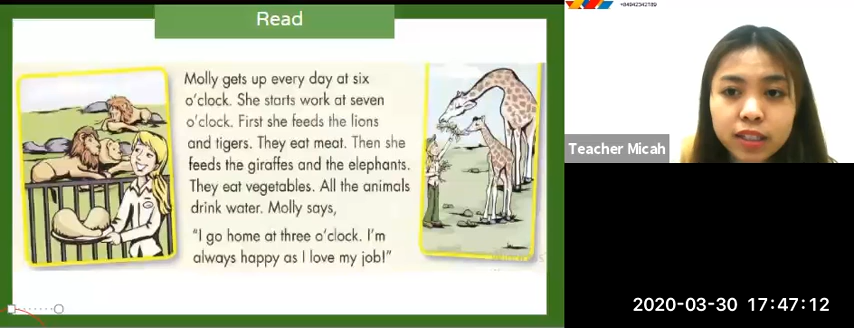 Read
Molly gets up every day at six
o'clock. She starts work at seven
o'clock. First she feeds the lions
and tigers. They eat meat. Then she
feeds the giraffes and the elephants.
They eat vegetables. All the animals
drink water. Molly says,
"I go home at three o'clock. I'm
always happy as I love my job!"
Teacher Micah
2020-03-30 17:47:12